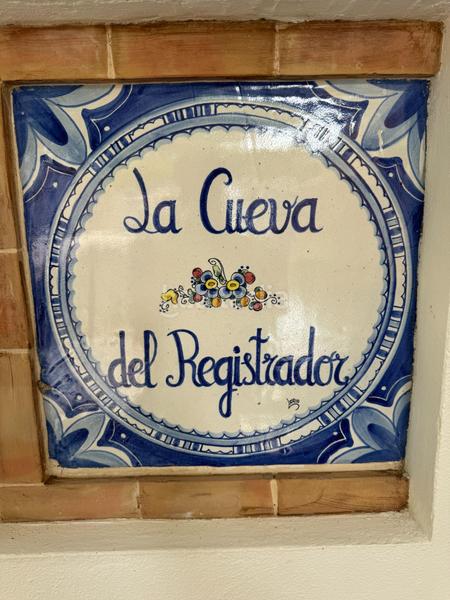 La Cueva
del Registrador